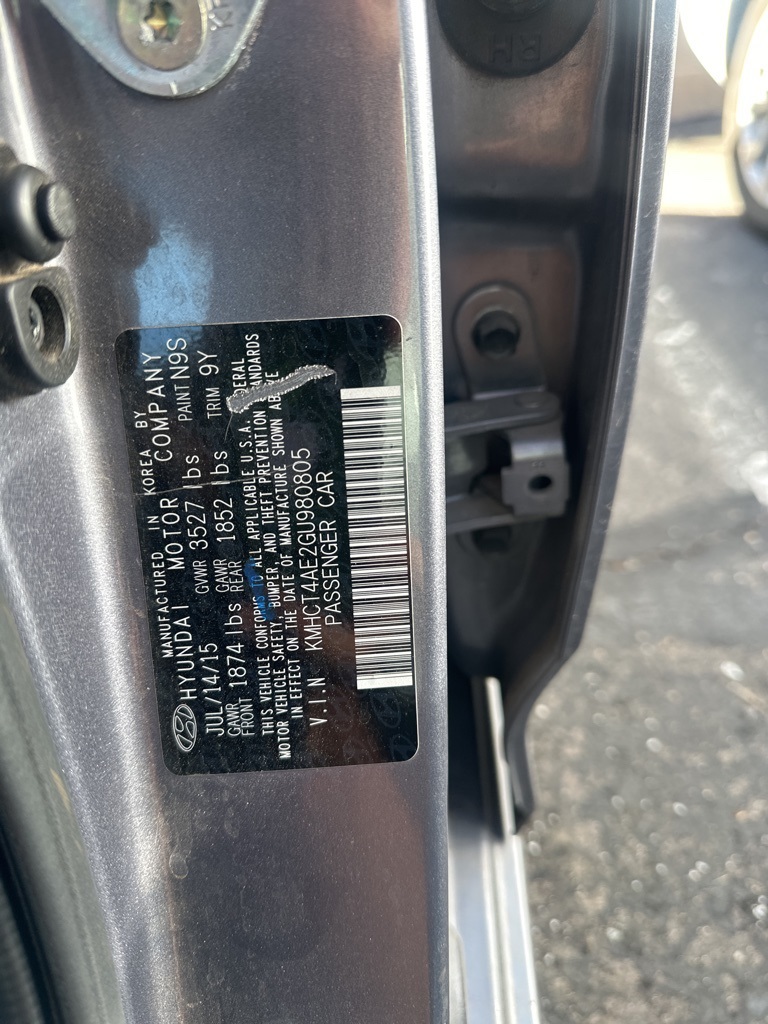 MANUFACTURED IN KOREA BY
HYUNDAI MOTOR COMPANY
JUL/14/15 GVWR 3527 lbs PAINT N9S
GAWR FRONT 1874 lbs GAWR REAR 1852 lbs TRIM 9Y
THIS VEHICLE CONFORMS TO ALL APPLICABLE U.S.A.
MOTOR VEHICLE SAFETY, BUMPER, AND THEFT PREVENTION STANDARDS
IN EFFECT ON THE DATE OF MANUFACTURE SHOWN ABOVE
V.I.N KMHCT4AE2GU980805
PASSENGER CAR
RH